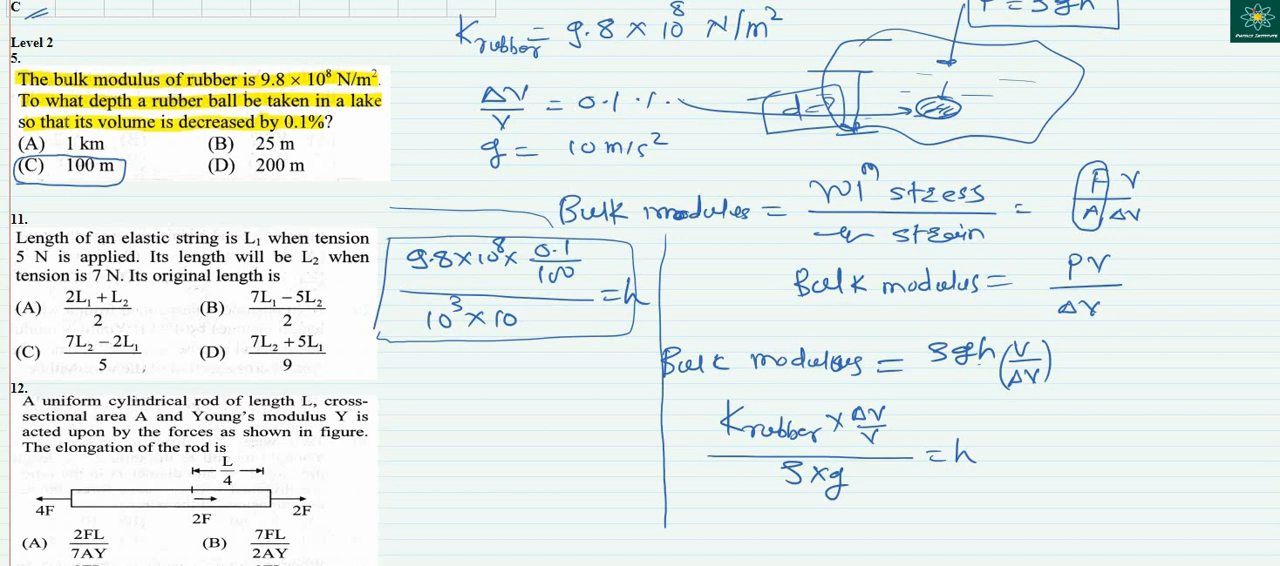 C
Level 2
5.
The bulk modulus of rubber is 9.8 × 10⁸ N/m².
To what depth a rubber ball be taken in a lake
so that its volume is decreased by 0.1%?
(A) 1 km (B) 25 m
(C) 100 m (D) 200 m
11.
Length of an elastic string is L₁ when tension
5 N is applied. Its length will be L₂ when
tension is 7 N. Its original length is
(A) (2L₁ + L₂)/2 (B) (7L₁ – 5L₂)/2
(C) (7L₂ – 2L₁)/5 (D) (7L₂ + 5L₁)/9
12.
A uniform cylindrical rod of length L, cross-
sectional area A and Young's modulus Y is
acted upon by the forces as shown in figure.
The elongation of the rod is
L/4
4F 2F 2F
(A) 2FL/7AY (B) 7FL/2AY
K rubber = 9.8 × 10⁸ N/m²
ΔV/V = 0.1 %.
g = 10 m/s²
d=?
Bulk modules = stress / strain = F/A V/ΔV
Bulk modulus = PV/ΔV
Bulk modulus = ρgh (V/ΔV)
K rubber × ΔV/V / ρ×g = h
9.8×10⁸× 0.1/100 / 10³×10 = h